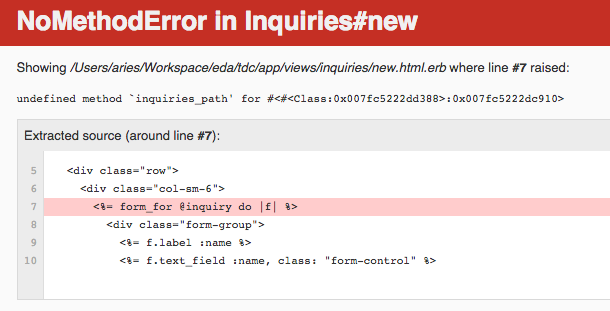 NoMethodError in Inquiries#new
Showing /Users/aries/Workspace/eda/tdc/app/views/inquiries/new.html.erb where line #7 raised:
undefined method `inquiries_path' for #<#<Class:0x007fc5222dd388>:0x007fc5222dc910>
Extracted source (around line #7):
5 <div class="row">
6 <div class="col-sm-6">
7 <%= form_for @inquiry do |f| %>
8 <div class="form-group">
9 <%= f.label :name %>
10 <%= f.text_field :name, class: "form-control" %>